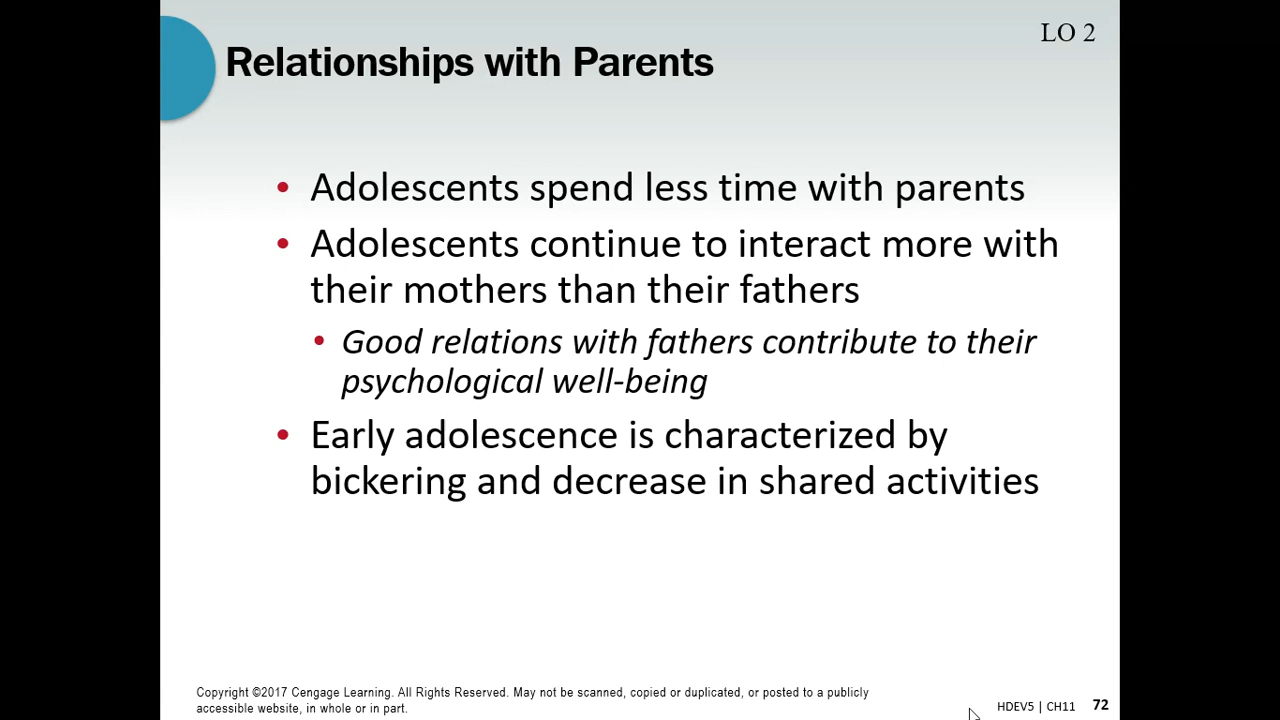 LO 2
Relationships with Parents
• Adolescents spend less time with parents
• Adolescents continue to interact more with
their mothers than their fathers
• Good relations with fathers contribute to their
psychological well-being
• Early adolescence is characterized by
bickering and decrease in shared activities
Copyright ©2017 Cengage Learning. All Rights Reserved. May not be scanned, copied or duplicated, or posted to a publicly
accessible website, in whole or in part.
HDEV5 | CH11 72